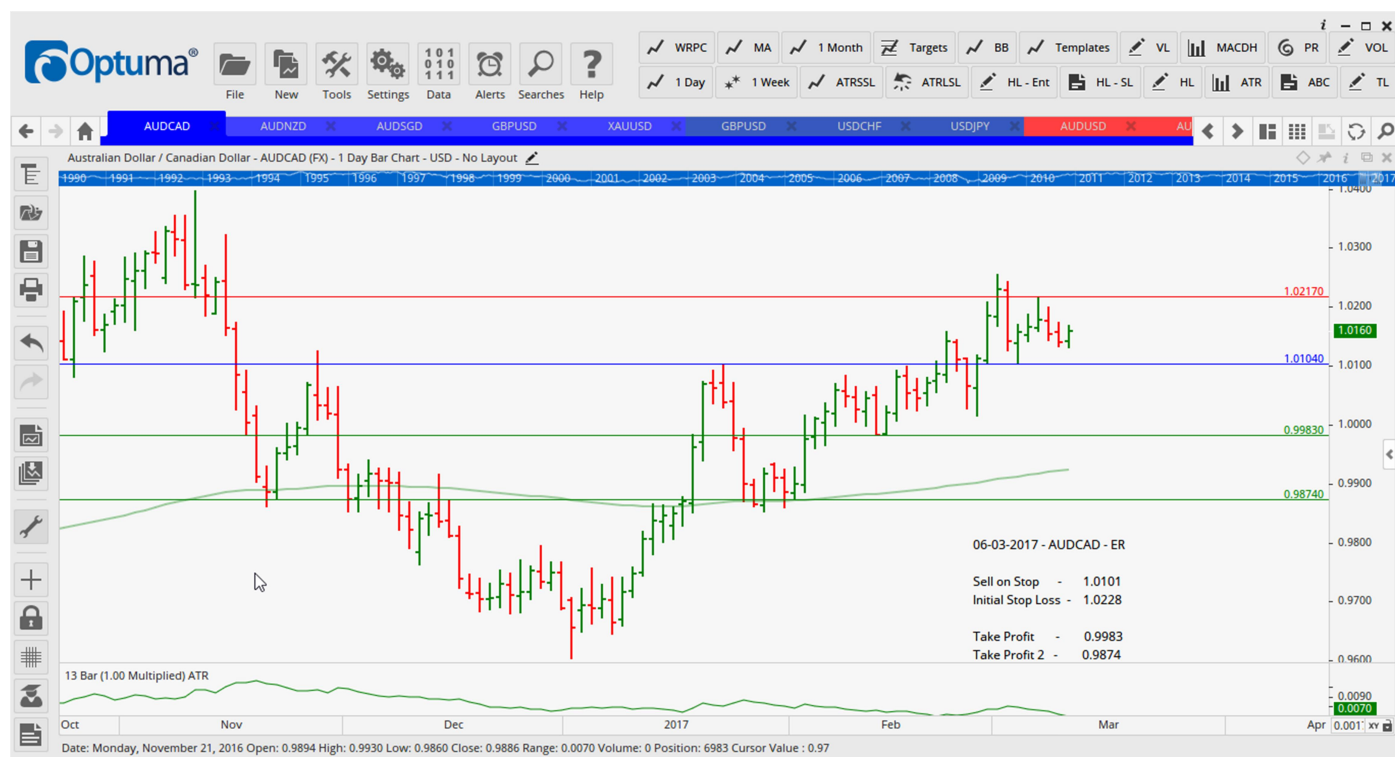 Optuma®
WRPC MA 1 Month Targets BB Templates VL MACDH PR VOL
1 Day 1 Week ATRSSL ATRLSL HL - Ent HL - SL HL ATR ABC TL
File New Tools Settings Data Alerts Searches Help
AUDCAD AUDNZD AUDSGD GBPUSD XAUUSD GBPUSD USDCHF USDJPY AUDUSD AU
Australian Dollar / Canadian Dollar - AUDCAD (FX) - 1 Day Bar Chart - USD - No Layout
1990 1991 1992 1993 1994 1995 1996 1997 1998 1999 2000 2001 2002 2003 2004 2005 2006 2007 2008 2009 2010 2011 2012 2013 2014 2015 2016 2017
1.0400
1.0300
1.0217
1.0200
1.0160
1.0104
1.0100
1.0000
0.9983
0.9900
0.9874
0.9800
0.9700
0.9600
06-03-2017 - AUDCAD - ER
Sell on Stop - 1.0101
Initial Stop Loss - 1.0228
Take Profit - 0.9983
Take Profit 2 - 0.9874
13 Bar (1.00 Multiplied) ATR
0.0090
0.0070
Oct Nov Dec 2017 Feb Mar Apr 0.001 XY
Date: Monday, November 21, 2016 Open: 0.9894 High: 0.9930 Low: 0.9860 Close: 0.9886 Range: 0.0070 Volume: 0 Position: 6983 Cursor Value : 0.97